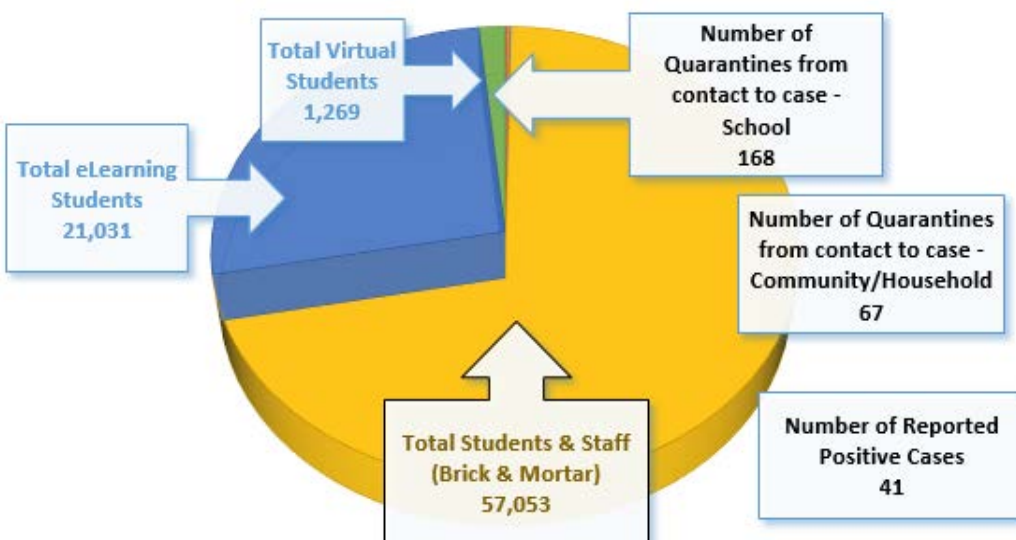 Total Virtual
Students
1,269
Number of
Quarantines from
contact to case -
School
168
Total eLearning
Students
21,031
Number of Quarantines
from contact to case -
Community/Household
67
Total Students & Staff
(Brick & Mortar)
57,053
Number of Reported
Positive Cases
41